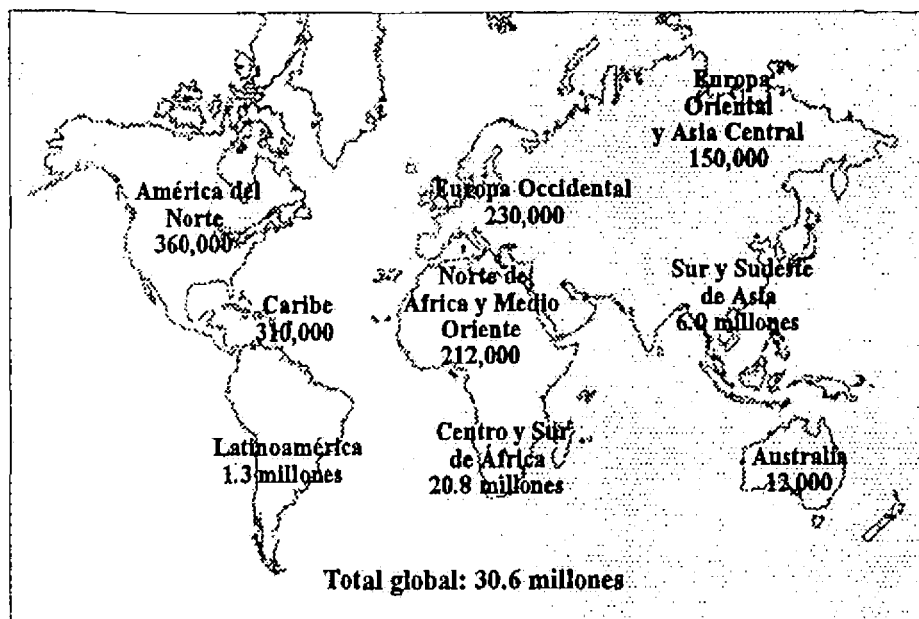 Europa
Oriental
y Asia Central
150,000
América del
Norte
360,000
Europa Occidental
230,000
Caribe
310,000
Norte de
África y Medio
Oriente
212,000
Sur y Sudeste
de Asia
6.0 millones
Latinoamérica
1.3 millones
Centro y Sur
de África
20.8 millones
Australia
12,000
Total global: 30.6 millones